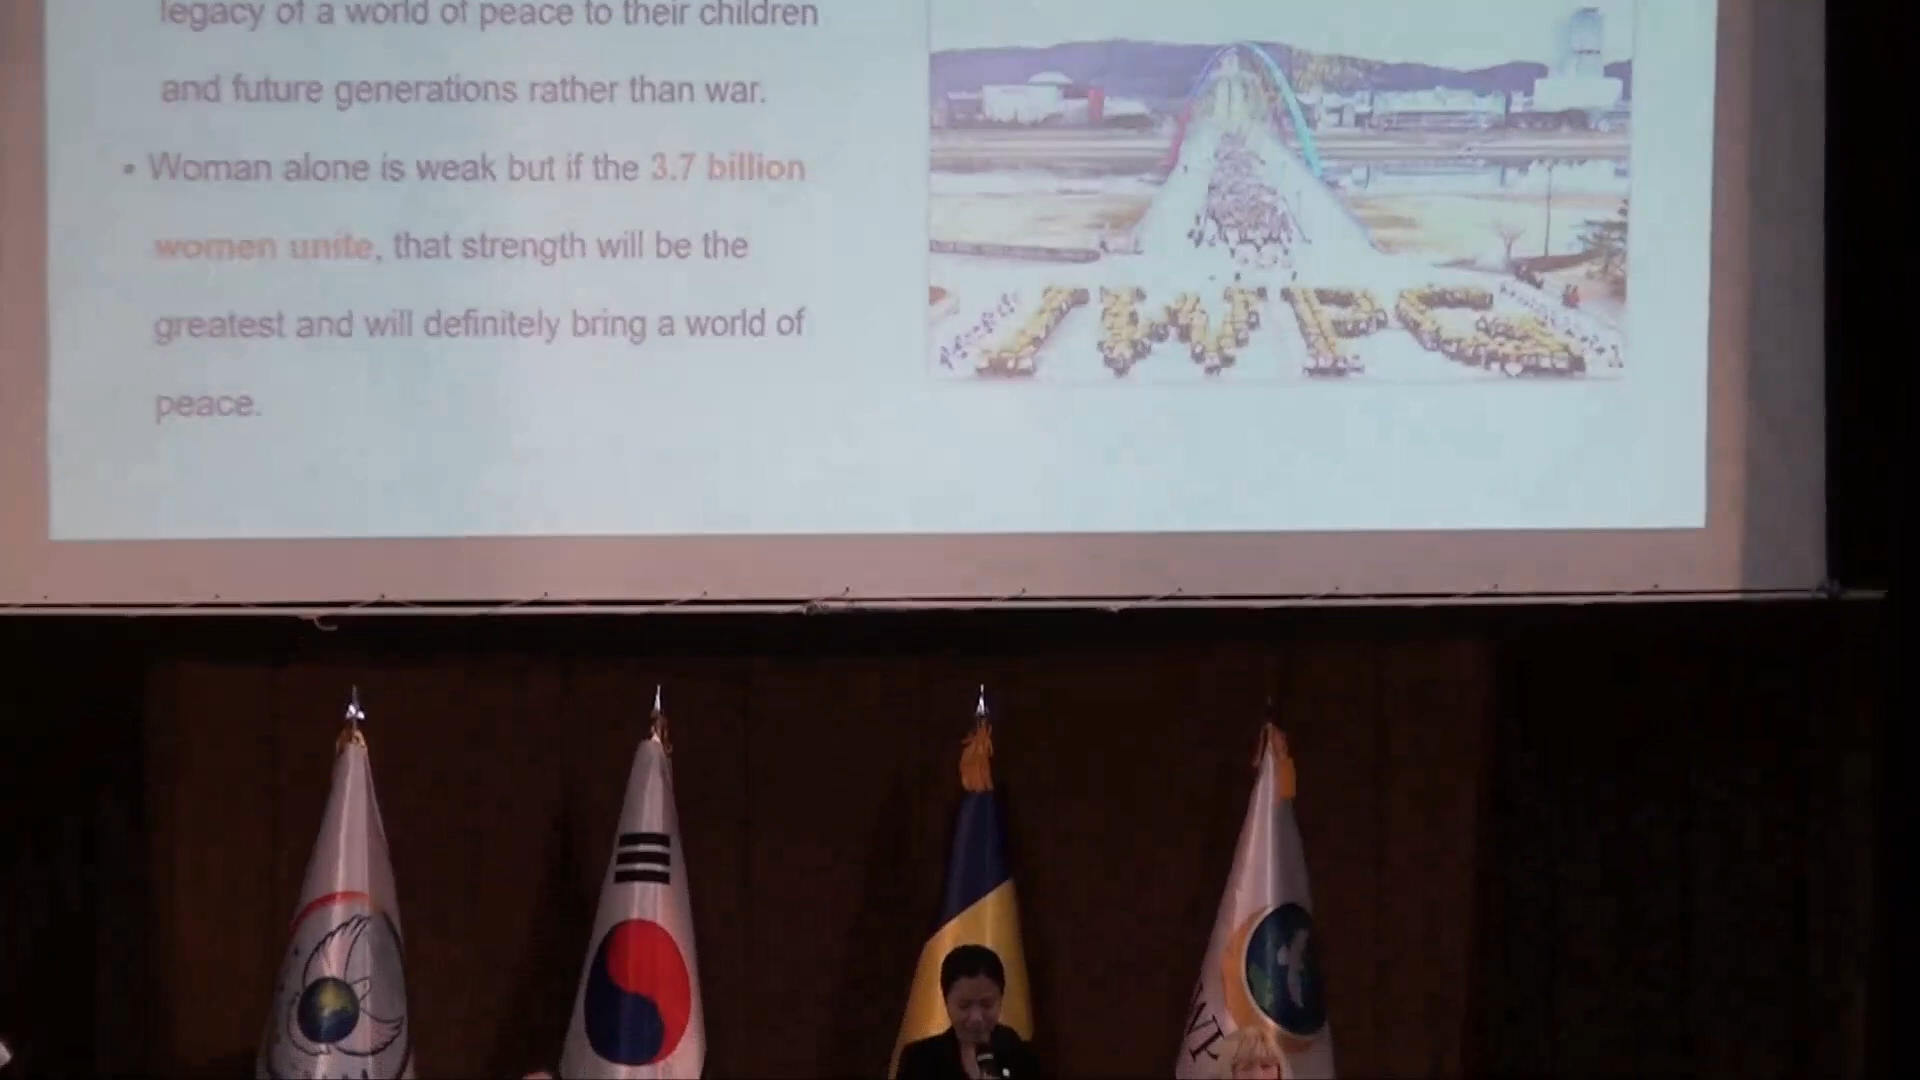 legacy of a world of peace to their children
and future generations rather than war.
• Woman alone is weak but if the 3.7 billion
women unite, that strength will be the
greatest and will definitely bring a world of
peace.
IWPG